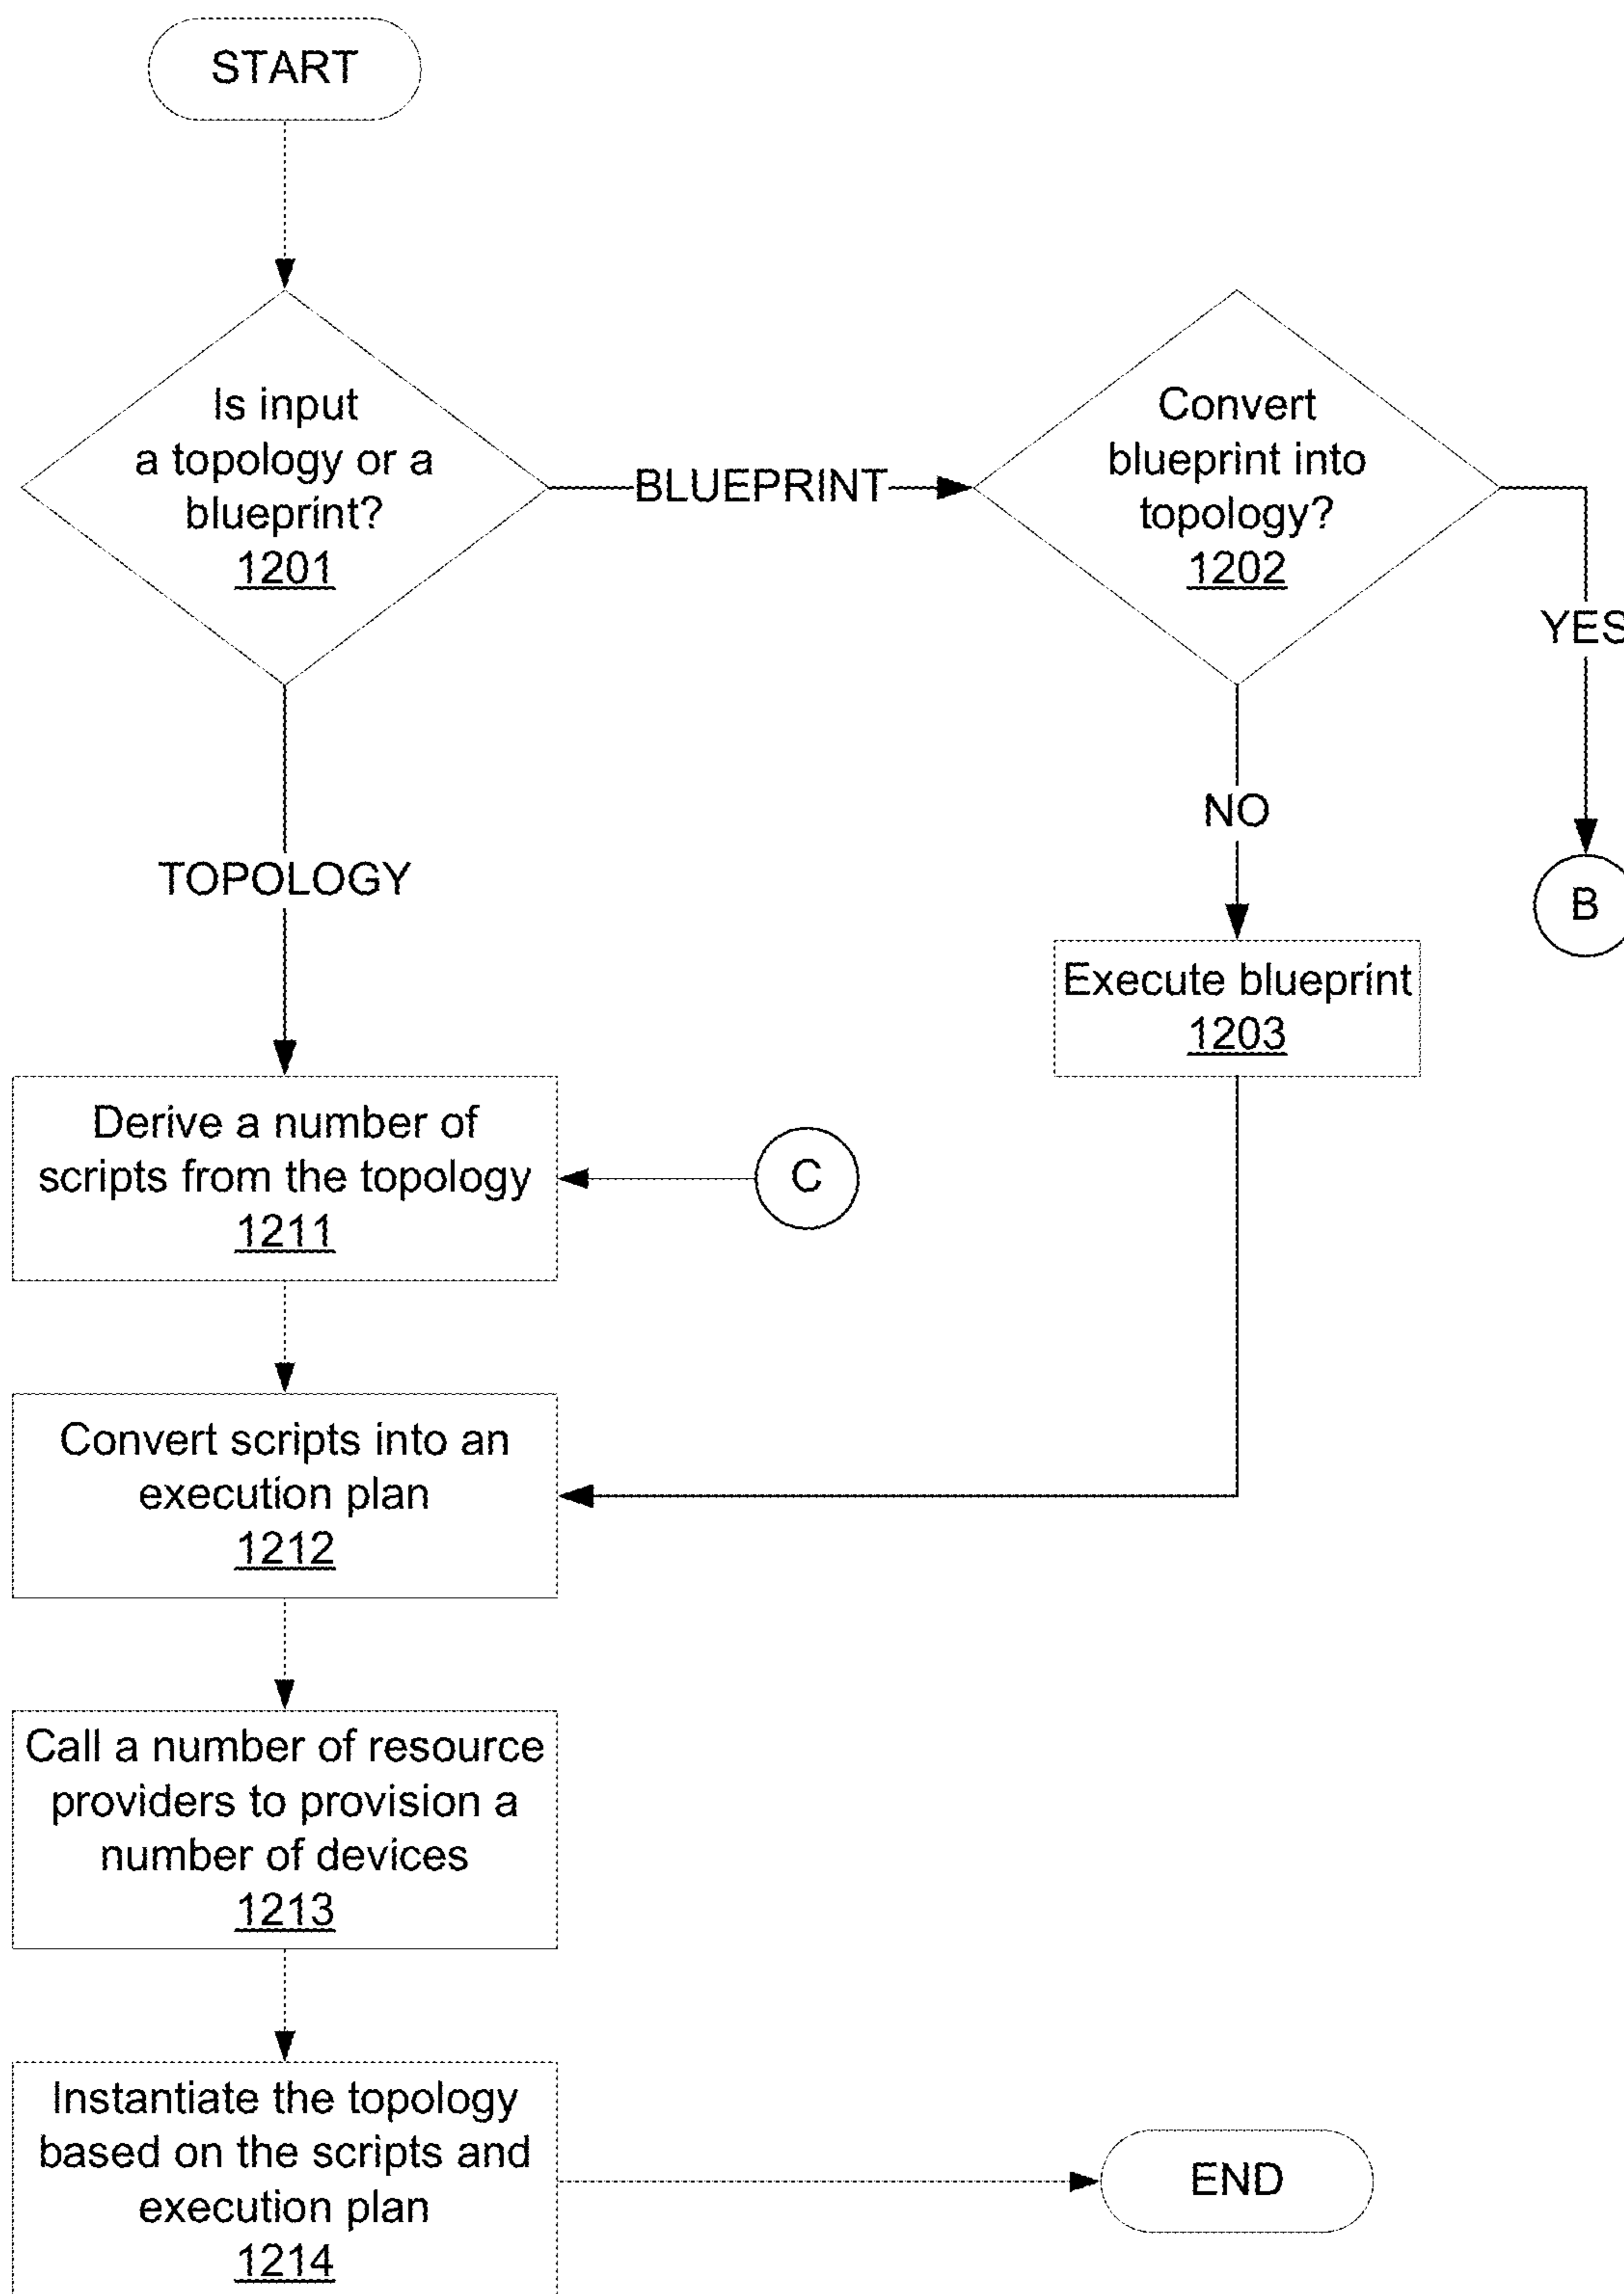 START
Is input
a topology or a
blueprint?
1201
BLUEPRINT
Convert
blueprint into
topology?
1202
YES
NO
TOPOLOGY
B
Execute blueprint
1203
Derive a number of
scripts from the topology
1211
C
Convert scripts into an
execution plan
1212
Call a number of resource
providers to provision a
number of devices
1213
Instantiate the topology
based on the scripts and
execution plan
1214
END